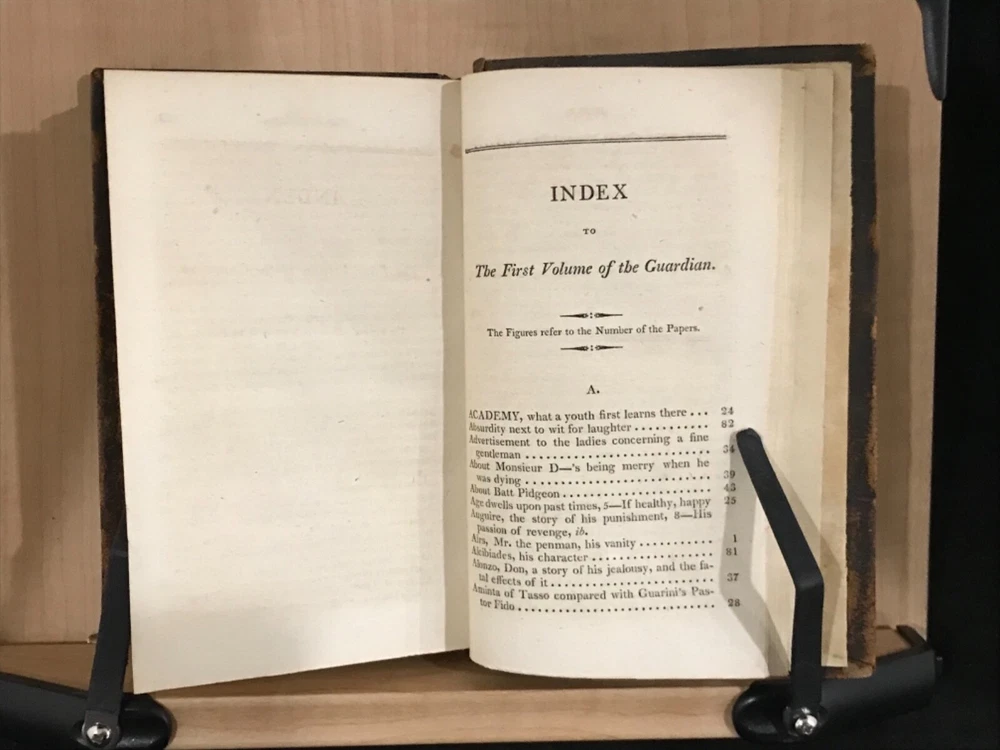 INDEX
TO
The First Volume of the Guardian.
The Figures refer to the Number of the Papers.
A.
ACADEMY, what a youth first learns there ... 24
Absurdity next to wit for laughter ........... 82
Advertisement to the ladies concerning a fine
gentleman ............................ 34
About Monsieur D—'s being merry when he
was dying ............................ 39
About Batt Pidgeon ...................... 43
Age dwells upon past times, 5—If healthy, happy 25
Anguire, the story of his punishment, 8—His
passion of revenge, ib.
Airs, Mr. the penman, his vanity ........... 1
Alcibiades, his character .................. 81
Alonzo, Don, a story of his jealousy, and the fa-
tal effects of it ......................... 37
Aminta of Tasso compared with Guarini's Pas-
tor Fido .............................. 28